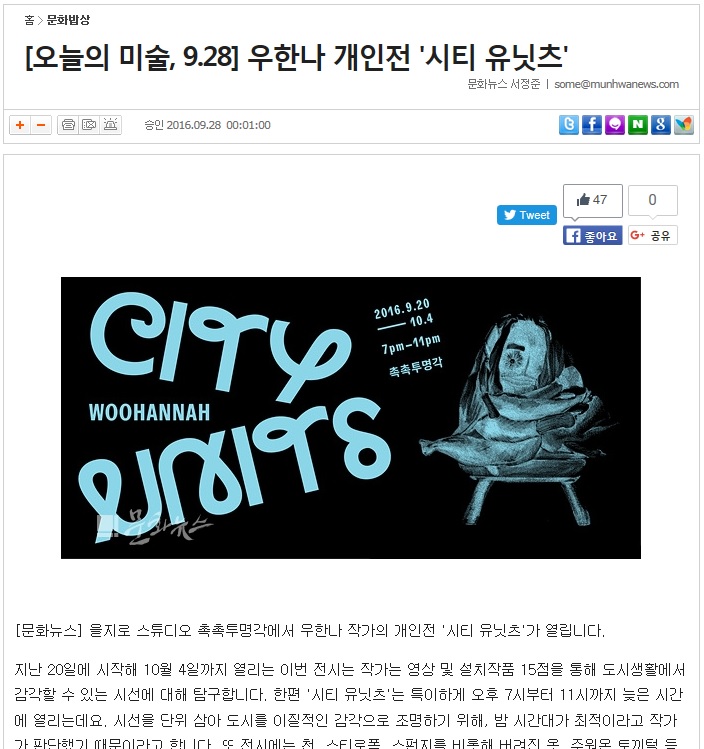 홈 > 문화밥상
[오늘의 미술, 9.28] 우한나 개인전 '시티 유닛츠'
문화뉴스 서정준 | some@munhwanews.com
승인 2016.09.28 00:01:00
47
0
Tweet
좋아요
공유
CITY
2016.9.20
— 10.4
7pm-11pm
촉촉투명각
WOOHANNAH
UNITS
문화뉴스
[문화뉴스] 을지로 스튜디오 촉촉투명각에서 우한나 작가의 개인전 '시티 유닛츠'가 열립니다.
지난 20일에 시작해 10월 4일까지 열리는 이번 전시는 작가는 영상 및 설치작품 15점을 통해 도시생활에서
감각할 수 있는 시선에 대해 탐구합니다. 한편 '시티 유닛츠'는 특이하게 오후 7시부터 11시까지 늦은 시간
에 열리는데요. 시선을 단위 삼아 도시를 이질적인 감각으로 조명하기 위해, 밤 시간대가 최적이라고 작가
가 판단했기 때문이라고 합니다. 또 전시에는 천, 스티로폼, 스펀지를 비롯해 버려진 옷, 주워온 토끼털 등